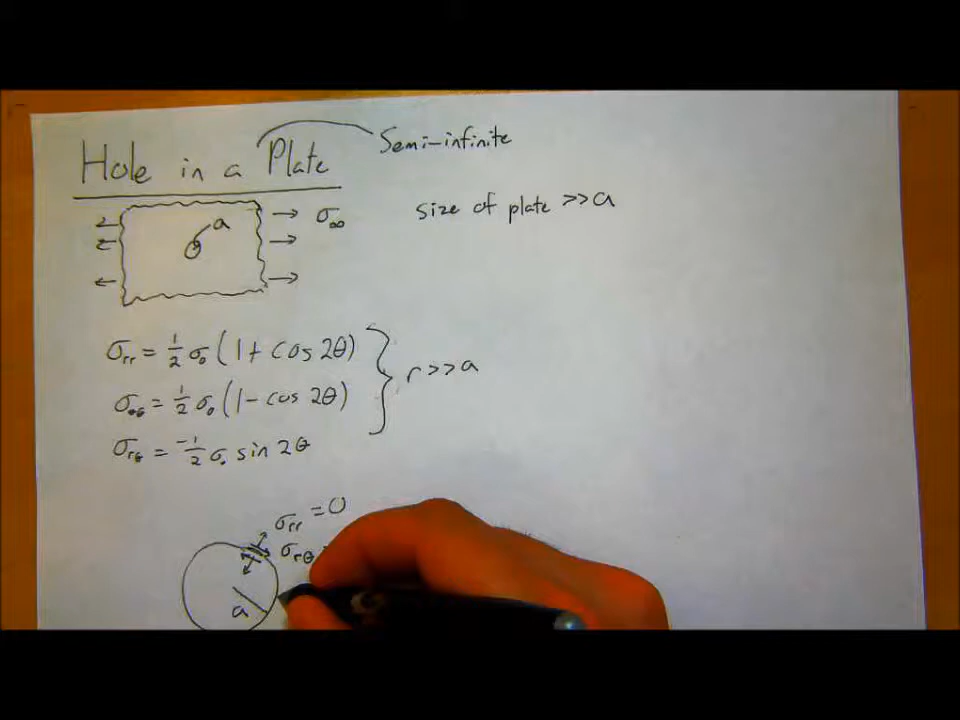 Hole in a Plate
Semi-infinite
size of plate >> a
a
σ∞
σrr = 1/2 σ₀ (1 + cos 2θ)
σθθ = 1/2 σ₀ (1 - cos 2θ)
r >> a
σrθ = -1/2 σ₀ sin 2θ
σrr = 0
σrθ
a